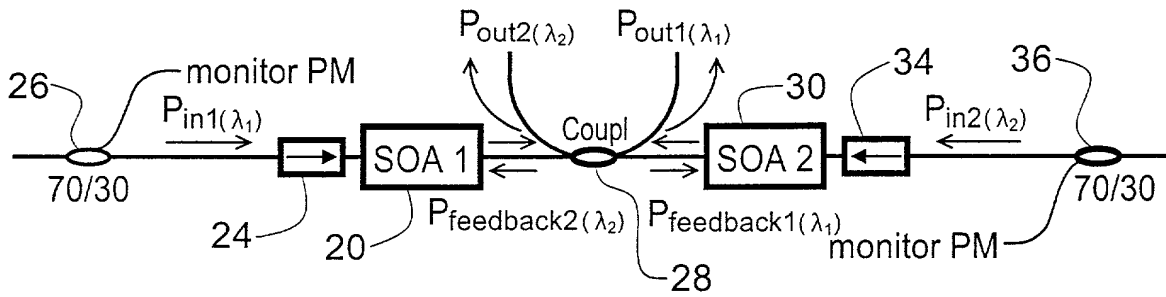 Pout2(λ2)
Pout1(λ1)
26
monitor PM
30
34
36
Pin1(λ1)
Coupl
Pin2(λ2)
SOA 1
SOA 2
70/30
70/30
24
20
Pfeedback2(λ2)
Pfeedback1(λ1)
28
monitor PM